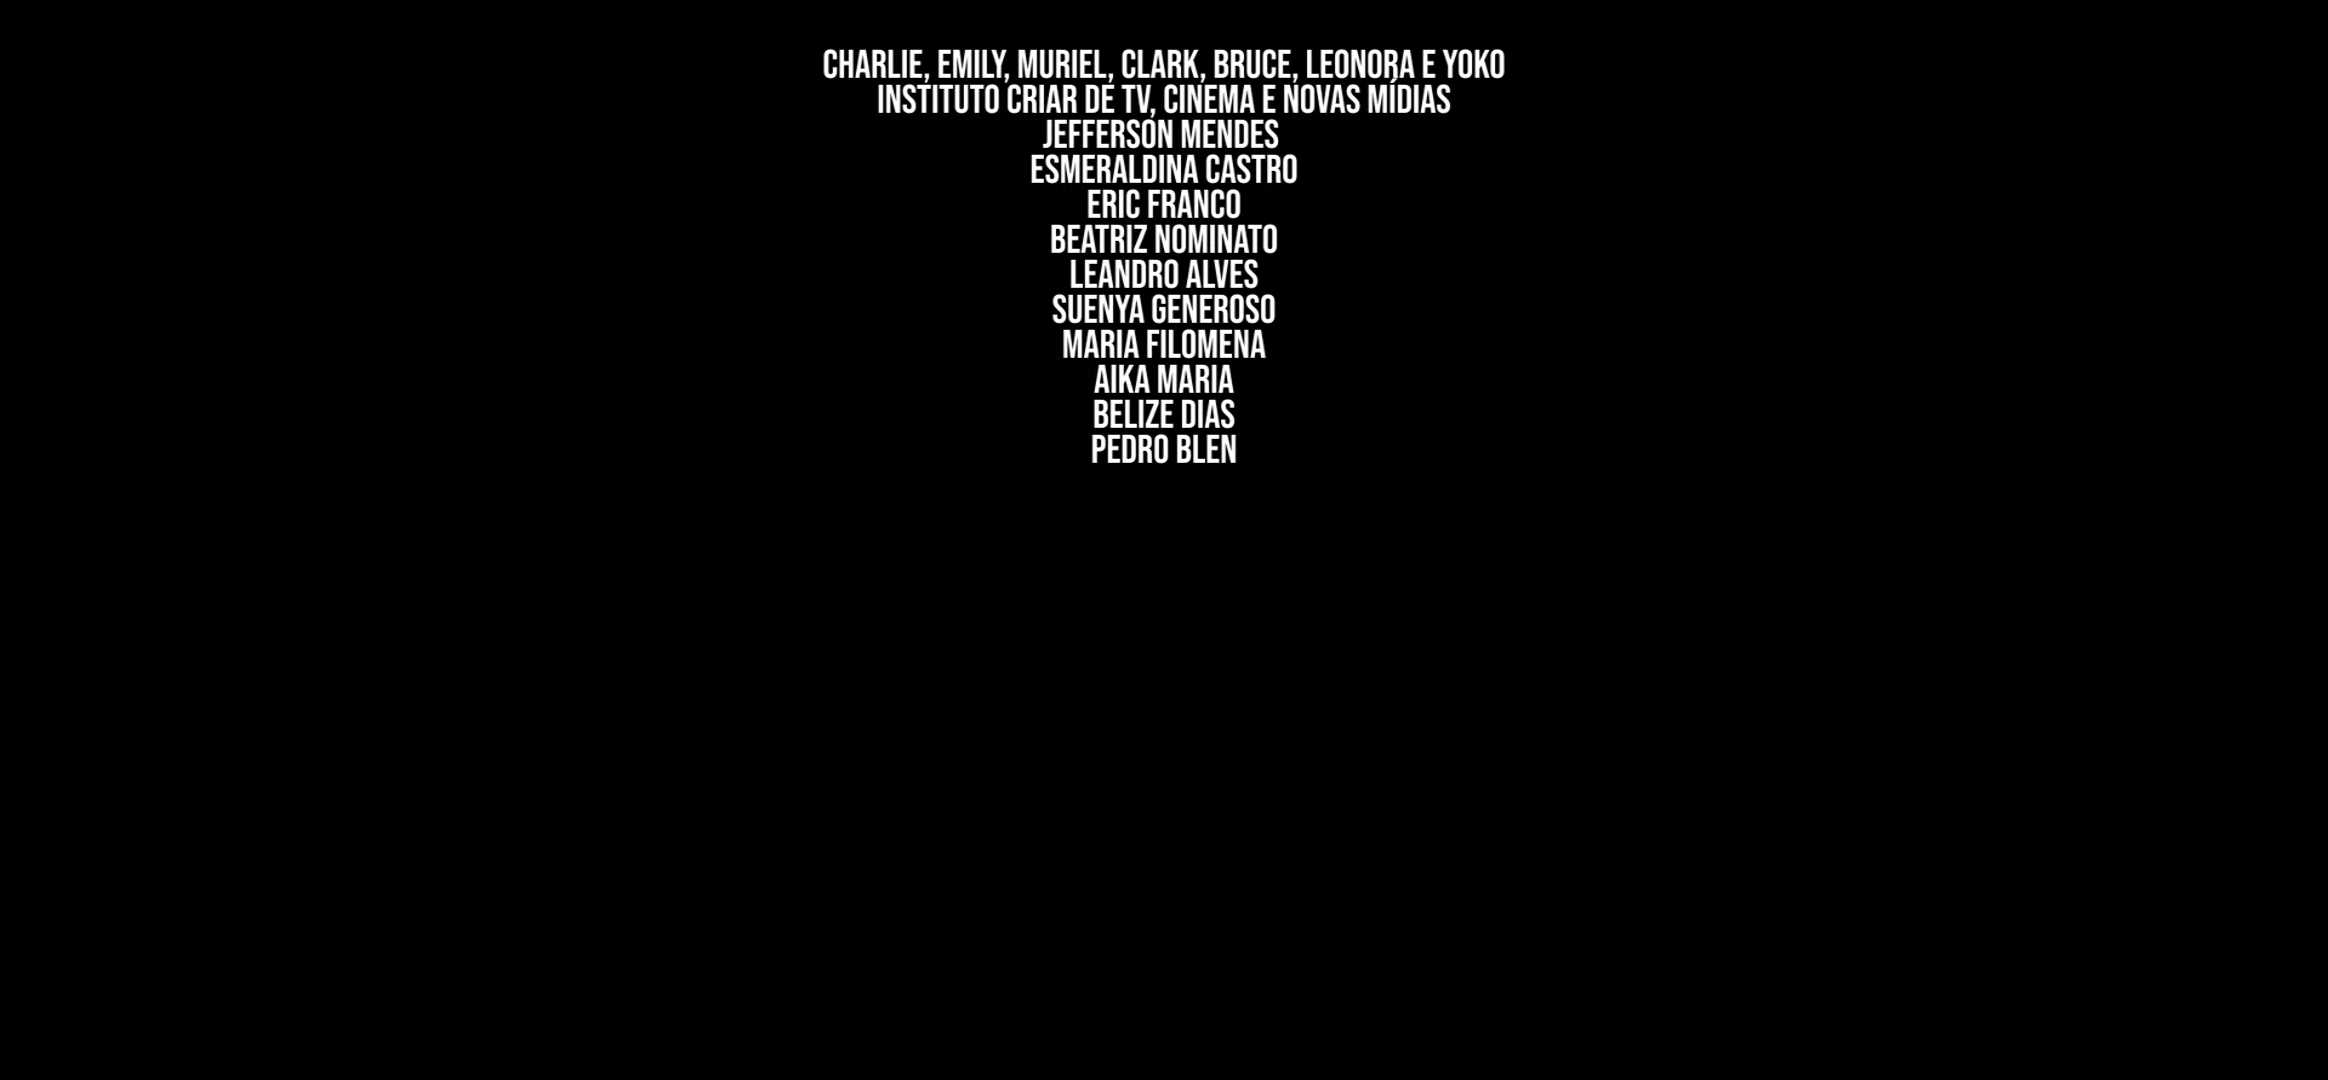 CHARLIE, EMILY, MURIEL, CLARK, BRUCE, LEONORA E YOKO
INSTITUTO CRIAR DE TV, CINEMA E NOVAS MÍDIAS
JEFFERSON MENDES
ESMERALDINA CASTRO
ERIC FRANCO
BEATRIZ NOMINATO
LEANDRO ALVES
SUENYA GENEROSO
MARIA FILOMENA
AIKA MARIA
BELIZE DIAS
PEDRO BLEN